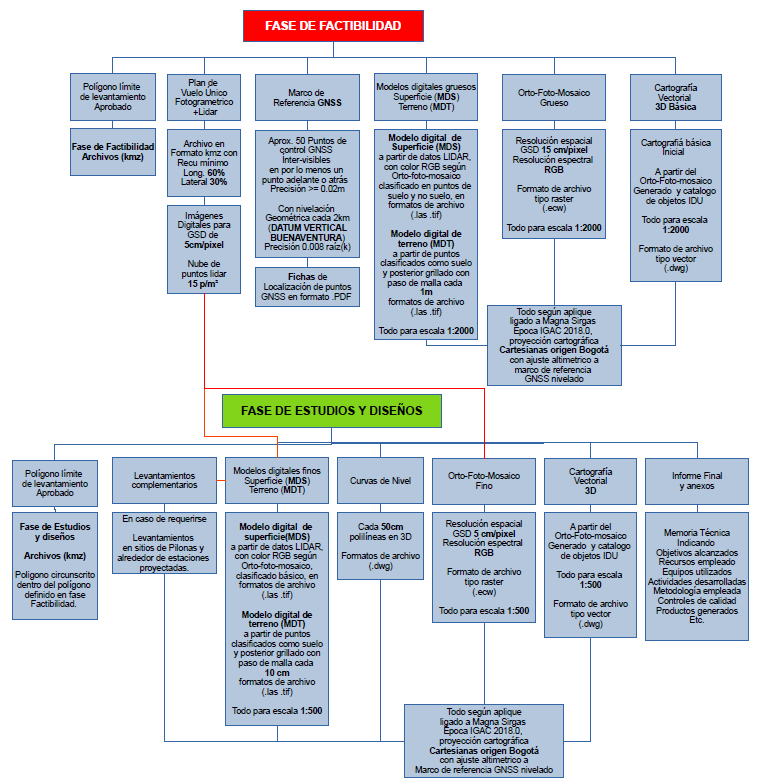 FASE DE FACTIBILIDAD
Polígono límite
de levantamiento
Aprobado
Fase de Factibilidad
Archivos (kmz)
Plan de
Vuelo Unico
Fotogrametrico
+Lidar
Archivo en
Formato kmz con
Recu mínimo
Long. 60%
Lateral 30%
Imágenes
Digitales para
GSD de
5cm/pixel
Nube de
puntos lidar
15 p/m²
Marco de
Referencia GNSS
Aprox. 50 Puntos de
control GNSS
Inter-visibles
en por lo menos un
punto adelante o atrás
Precisión >= 0.02m
Con nivelación
Geométrica cada 2km
(DATUM VERTICAL
BUENAVENTURA)
Precisión 0.008 raíz(k)
Fichas de
Localización de puntos
GNSS en formato .PDF
Modelos digitales gruesos
Superficie (MDS)
Terreno (MDT)
Modelo digital de
Superficie (MDS)
a partir de datos LIDAR,
con color RGB según
Orto-foto-mosaico
clasificado en puntos de
suelo y no suelo, en
formatos de archivo
(.las .tif)
Modelo digital de
terreno (MDT)
a partir de puntos
clasificados como suelo
y posterior grillado con
paso de malla cada
1m
formatos de archivo
(.las .tif)
Todo para escala 1:2000
Orto-Foto-Mosaico
Grueso
Resolución espacial
GSD 15 cm/pixel
Resolución espectral
RGB
Formato de archivo
tipo raster
(.ecw)
Todo para escala 1:2000
Cartografía
Vectorial
3D Básica
Cartografiá básica
Inicial
A partir del
Orto-Foto-mosaico
Generado y catalogo
de objetos IDU
Todo para escala
1:2000
Formato de archivo
tipo vector
(.dwg)
Todo según aplique
ligado a Magna Sirgas
Época IGAC 2018.0,
proyección cartográfica
Cartesianas origen Bogotá
con ajuste altimetrico a
marco de referencia
GNSS nivelado
FASE DE ESTUDIOS Y DISEÑOS
Polígono límite
de levantamiento
Aprobado
Fase de Estudios
y diseños
Archivos (kmz)
Poligono circunscrito
dentro del polígono
definido en fase
Factibilidad.
Levantamientos
complementarios
En caso de requerirse
Levantamientos
en sitios de Pilonas y
alrededor de estaciones
proyectadas.
Modelos digitales finos
Superficie (MDS)
Terreno (MDT)
Modelo digital de
superficie(MDS)
a partir de datos LIDAR,
con color RGB según
Orto-foto-mosaico,
clasificado básico, en
formatos de archivo
(.las .tif)
Modelo digital de
terreno (MDT)
a partir de puntos
clasificados como suelo
y posterior grillado con
paso de malla cada
10 cm
formatos de archivo
(.las .tif)
Todo para escala 1:500
Curvas de Nivel
Cada 50cm
polilíneas en 3D
Formatos de archivo
(.dwg)
Orto-Foto-Mosaico
Fino
Resolución espacial
GSD 5 cm/pixel
Resolución espectral
RGB
Formato de archivo
tipo raster
(.ecw)
Todo para escala 1:500
Cartografía
Vectorial
3D
A partir del
Orto-Foto-mosaico
Generado y catalogo
de objetos IDU
Todo para escala
1:500
Formato de archivo
tipo vector
(.dwg)
Informe Final
y anexos
Memoria Técnica
Indicando
Objetivos alcanzados
Recursos empleado
Equipos utilizados
Actividades desarrolladas
Metodología empleada
Controles de calidad
Productos generados
Etc.
Todo según aplique
ligado a Magna Sirgas
Época IGAC 2018.0,
proyección cartográfica
Cartesianas origen Bogotá
con ajuste altimetrico a
Marco de referencia GNSS nivelado